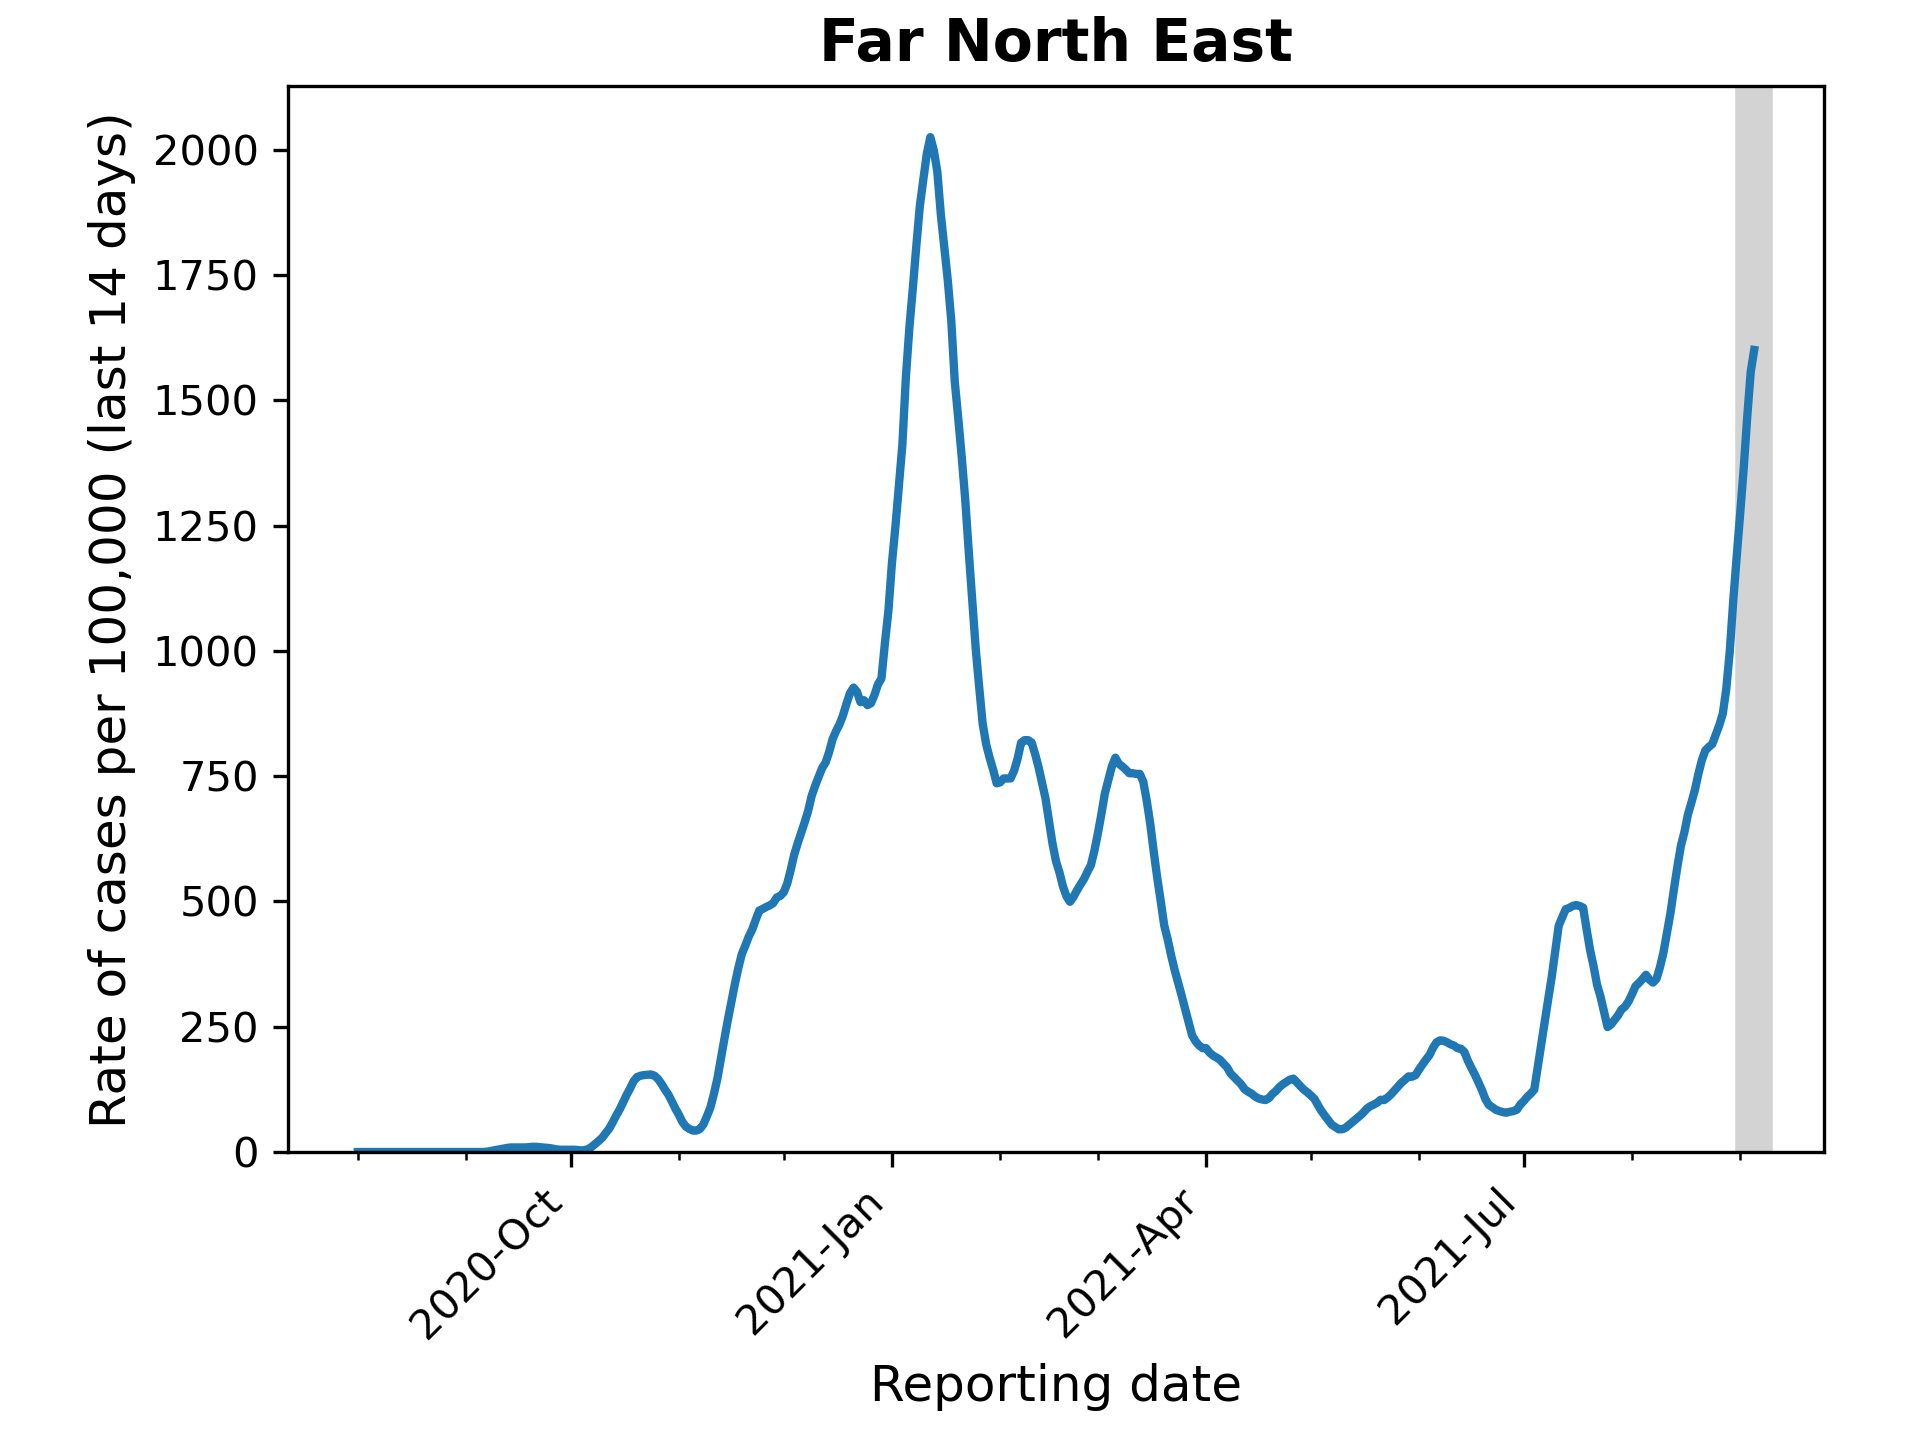 Far North East
Rate of cases per 100,000 (last 14 days)
2000
1750
1500
1250
1000
750
500
250
0
2020-Oct
2021-Jan
2021-Apr
2021-Jul
Reporting date